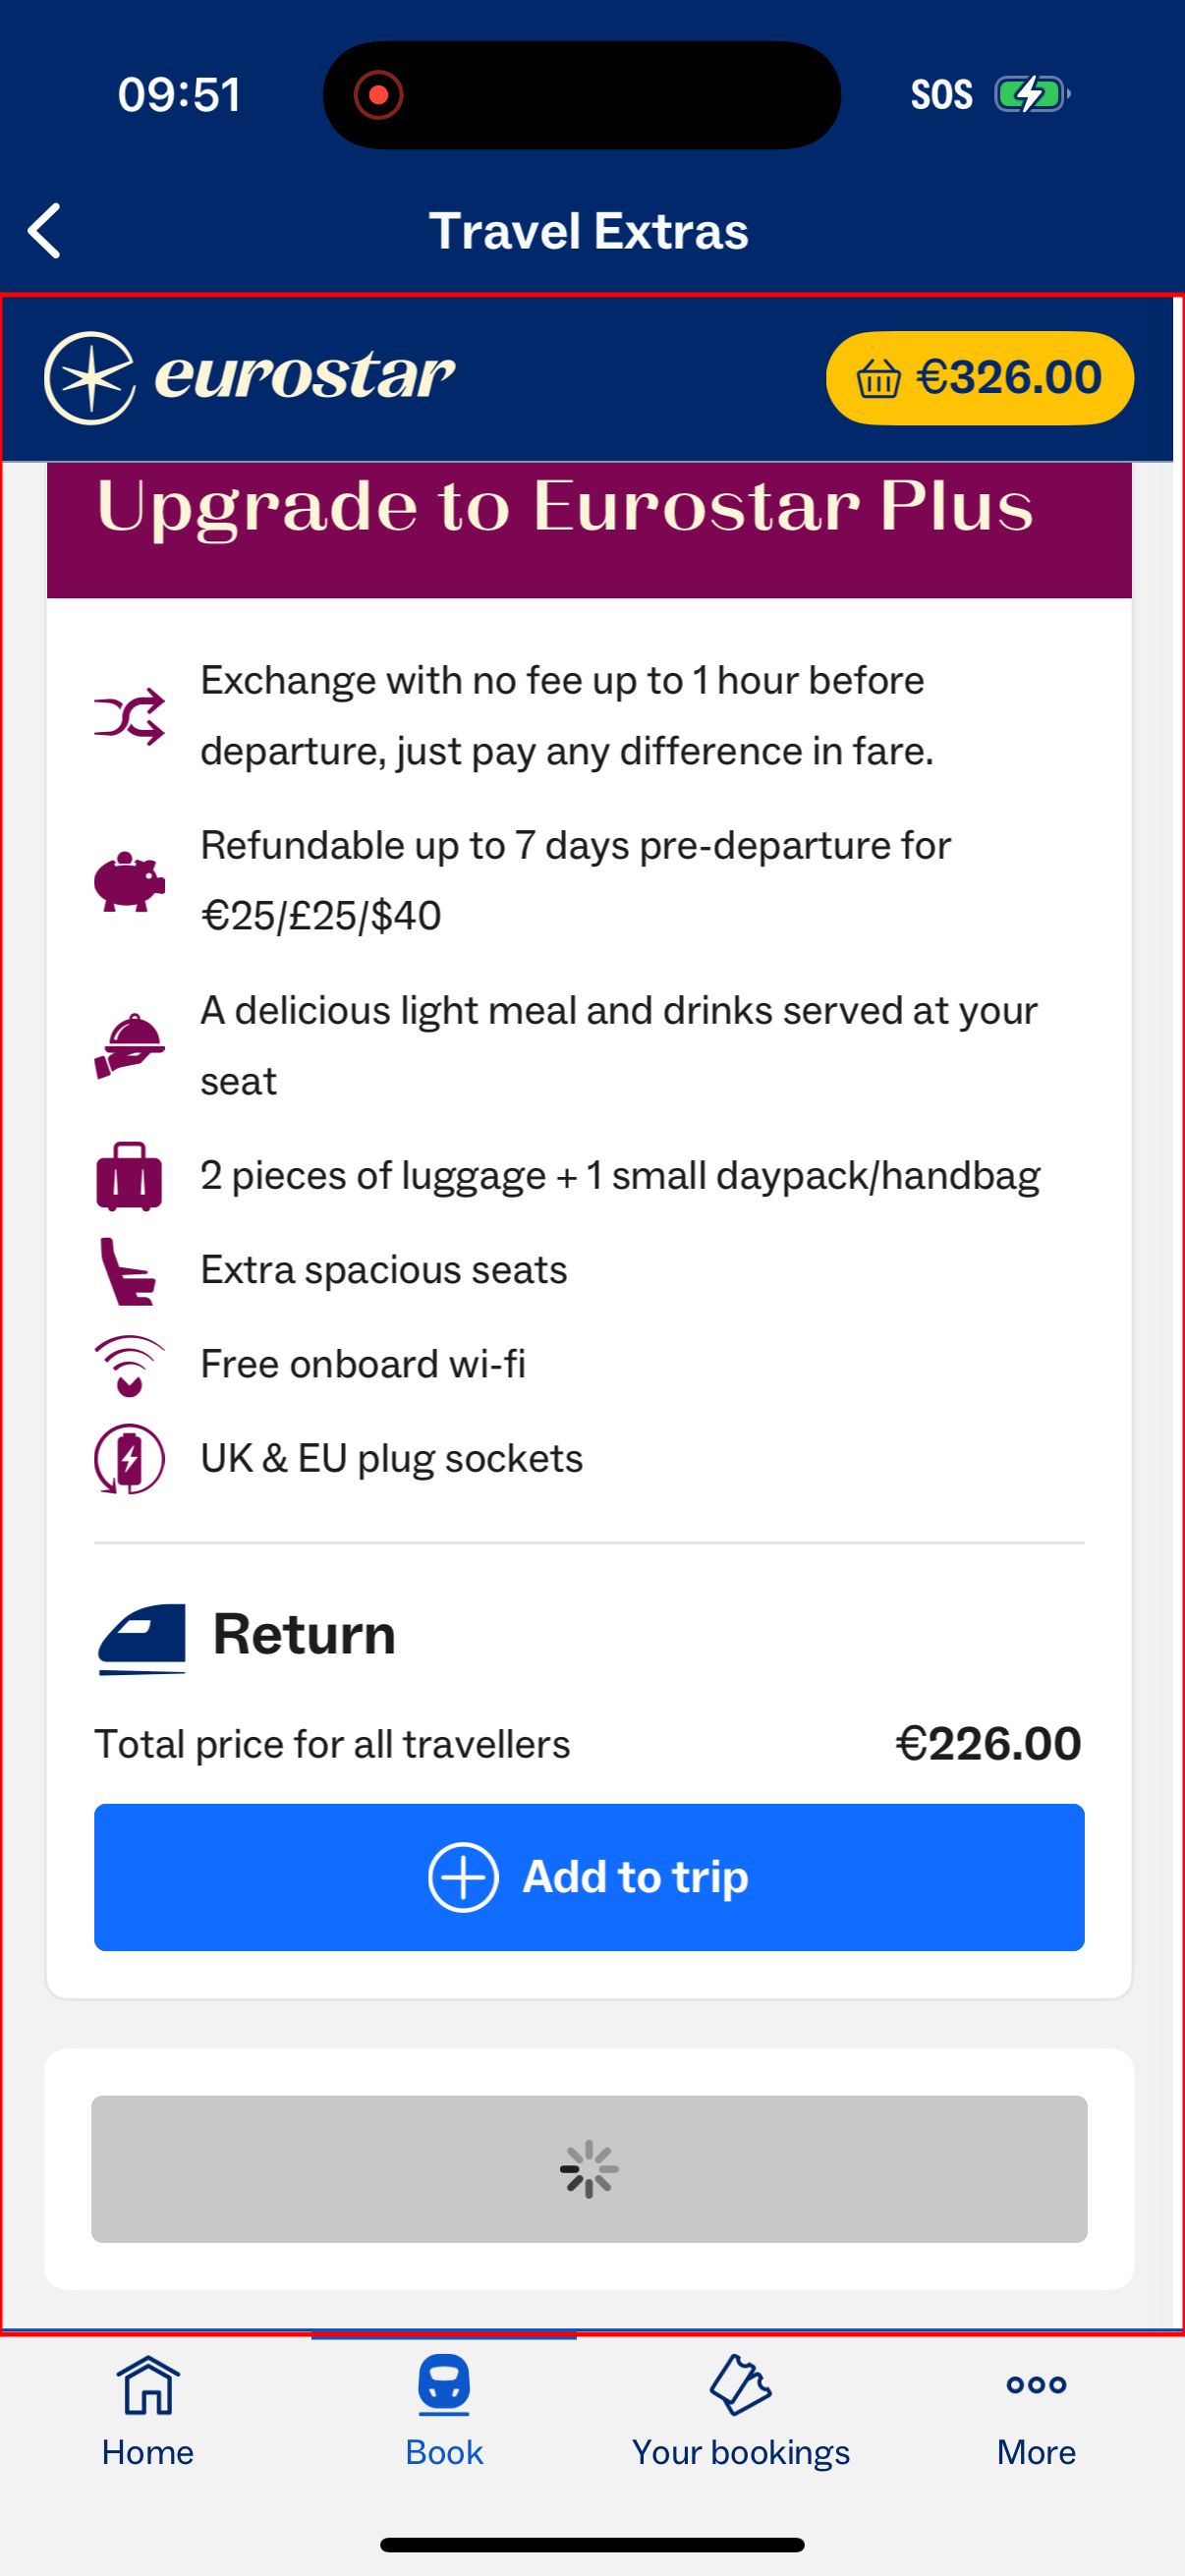 09:51
SOS
Travel Extras
eurostar
€326.00
Upgrade to Eurostar Plus
Exchange with no fee up to 1 hour before
departure, just pay any difference in fare.
Refundable up to 7 days pre-departure for
€25/£25/$40
A delicious light meal and drinks served at your
seat
2 pieces of luggage + 1 small daypack/handbag
Extra spacious seats
Free onboard wi-fi
UK & EU plug sockets
Return
Total price for all travellers €226.00
Add to trip
Home Book Your bookings More